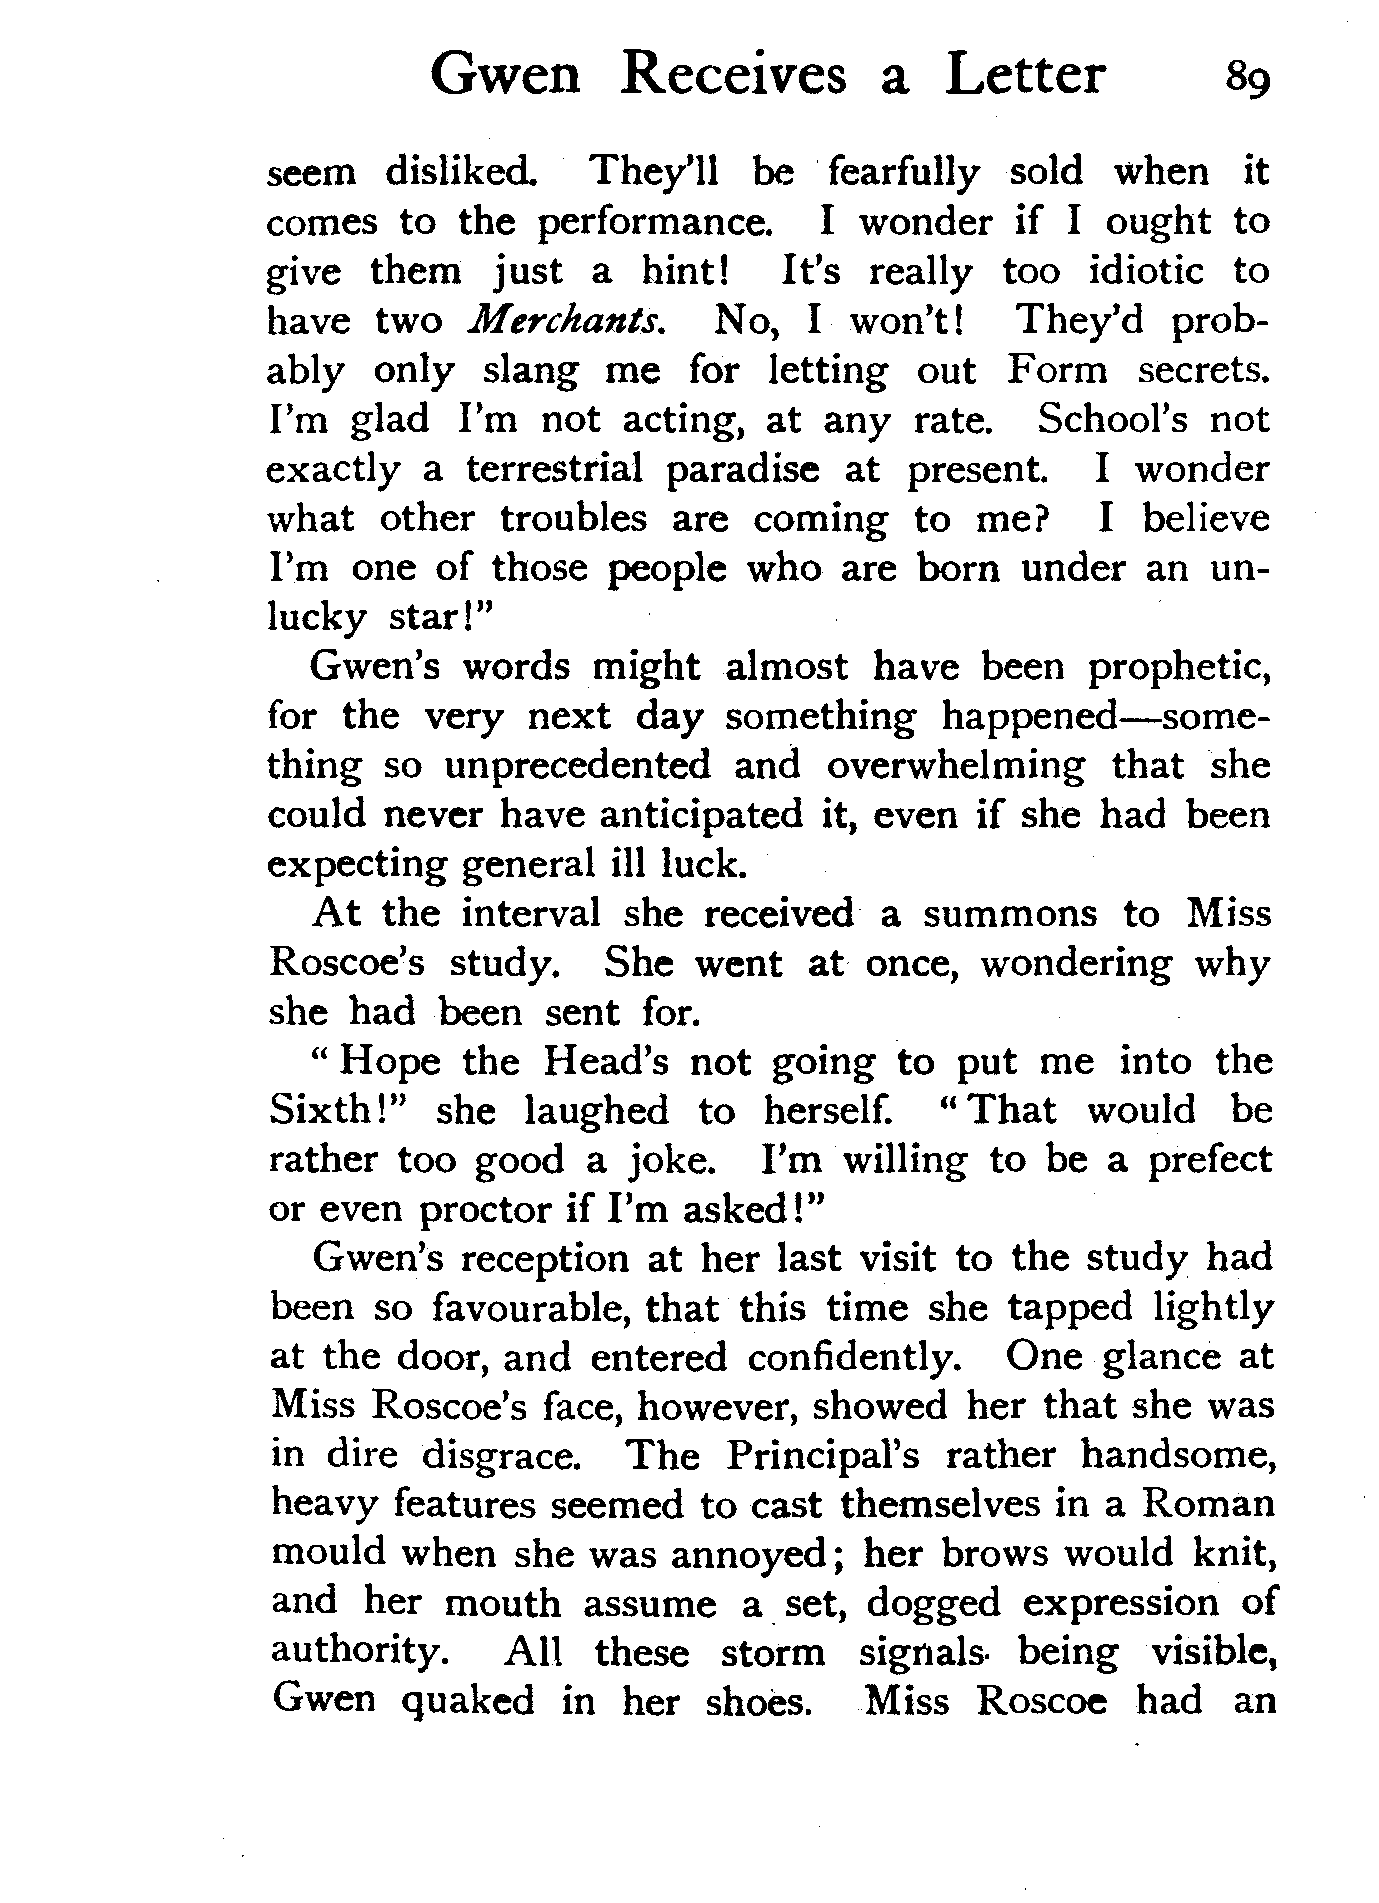 Gwen Receives a Letter 89
seem disliked. They'll be fearfully sold when it
comes to the performance. I wonder if I ought to
give them just a hint! It's really too idiotic to
have two Merchants. No, I won't! They'd prob-
ably only slang me for letting out Form secrets.
I'm glad I'm not acting, at any rate. School's not
exactly a terrestrial paradise at present. I wonder
what other troubles are coming to me? I believe
I'm one of those people who are born under an un-
lucky star!"
Gwen's words might almost have been prophetic,
for the very next day something happened—some-
thing so unprecedented and overwhelming that she
could never have anticipated it, even if she had been
expecting general ill luck.
At the interval she received a summons to Miss
Roscoe's study. She went at once, wondering why
she had been sent for.
"Hope the Head's not going to put me into the
Sixth!" she laughed to herself. "That would be
rather too good a joke. I'm willing to be a prefect
or even proctor if I'm asked!"
Gwen's reception at her last visit to the study had
been so favourable, that this time she tapped lightly
at the door, and entered confidently. One glance at
Miss Roscoe's face, however, showed her that she was
in dire disgrace. The Principal's rather handsome,
heavy features seemed to cast themselves in a Roman
mould when she was annoyed; her brows would knit,
and her mouth assume a set, dogged expression of
authority. All these storm signals being visible,
Gwen quaked in her shoes. Miss Roscoe had an